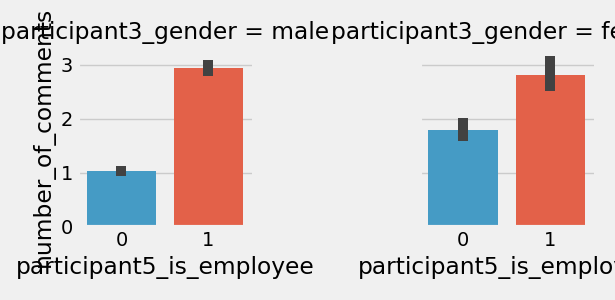 participant3_gender = male
participant3_gender = fe
number_of_comments
3
2
1
0
0 1
0 1
participant5_is_employee
participant5_is_emplo